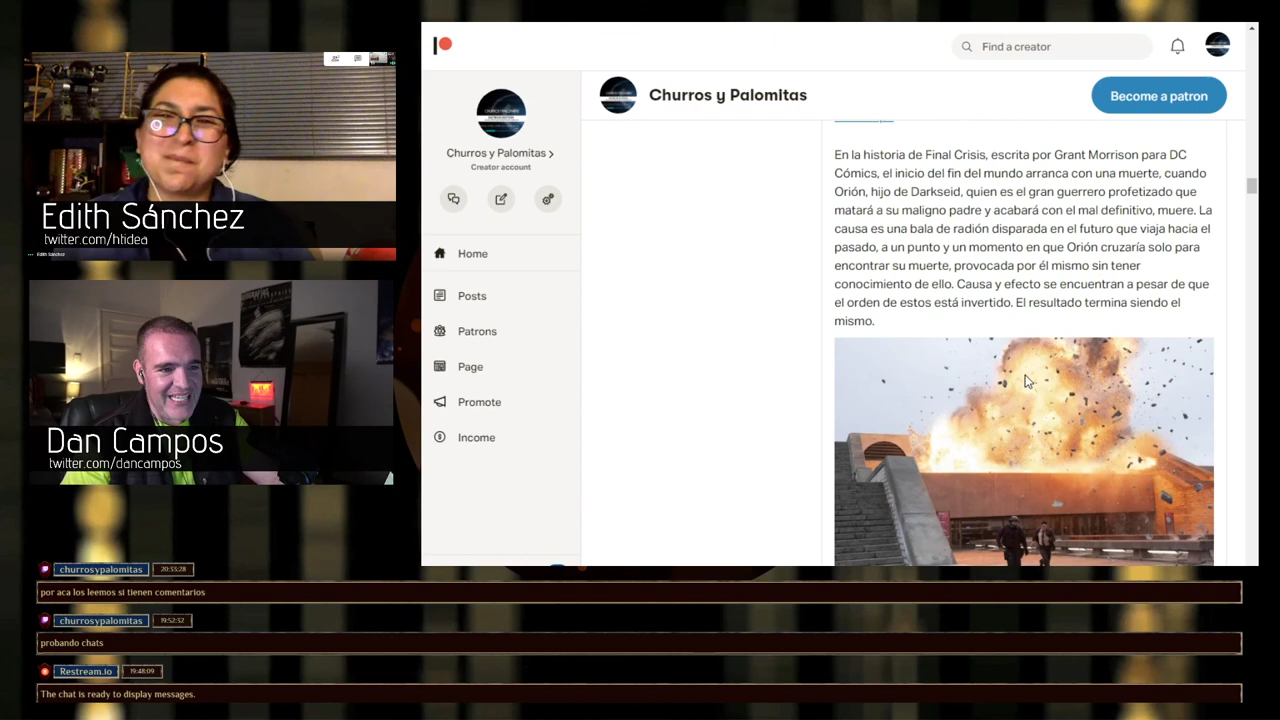 Edith Sánchez
twitter.com/htidea
Edith Sánchez
Dan Campos
twitter.com/dancampos
Find a creator
Churros y Palomitas
Become a patron
Churros y Palomitas
Creator account
Home
Posts
Patrons
Page
Promote
Income
En la historia de Final Crisis, escrita por Grant Morrison para DC
Cómics, el inicio del fin del mundo arranca con una muerte, cuando
Orión, hijo de Darkseid, quien es el gran guerrero profetizado que
matará a su maligno padre y acabará con el mal definitivo, muere. La
causa es una bala de radión disparada en el futuro que viaja hacia el
pasado, a un punto y un momento en que Orión cruzaría solo para
encontrar su muerte, provocada por él mismo sin tener
conocimiento de ello. Causa y efecto se encuentran a pesar de que
el orden de estos está invertido. El resultado termina siendo el
mismo.
churrosypalomitas 20:33:28
por aca los leemos si tienen comentarios
churrosypalomitas 19:52:32
probando chats
Restream.io 19:48:09
The chat is ready to display messages.